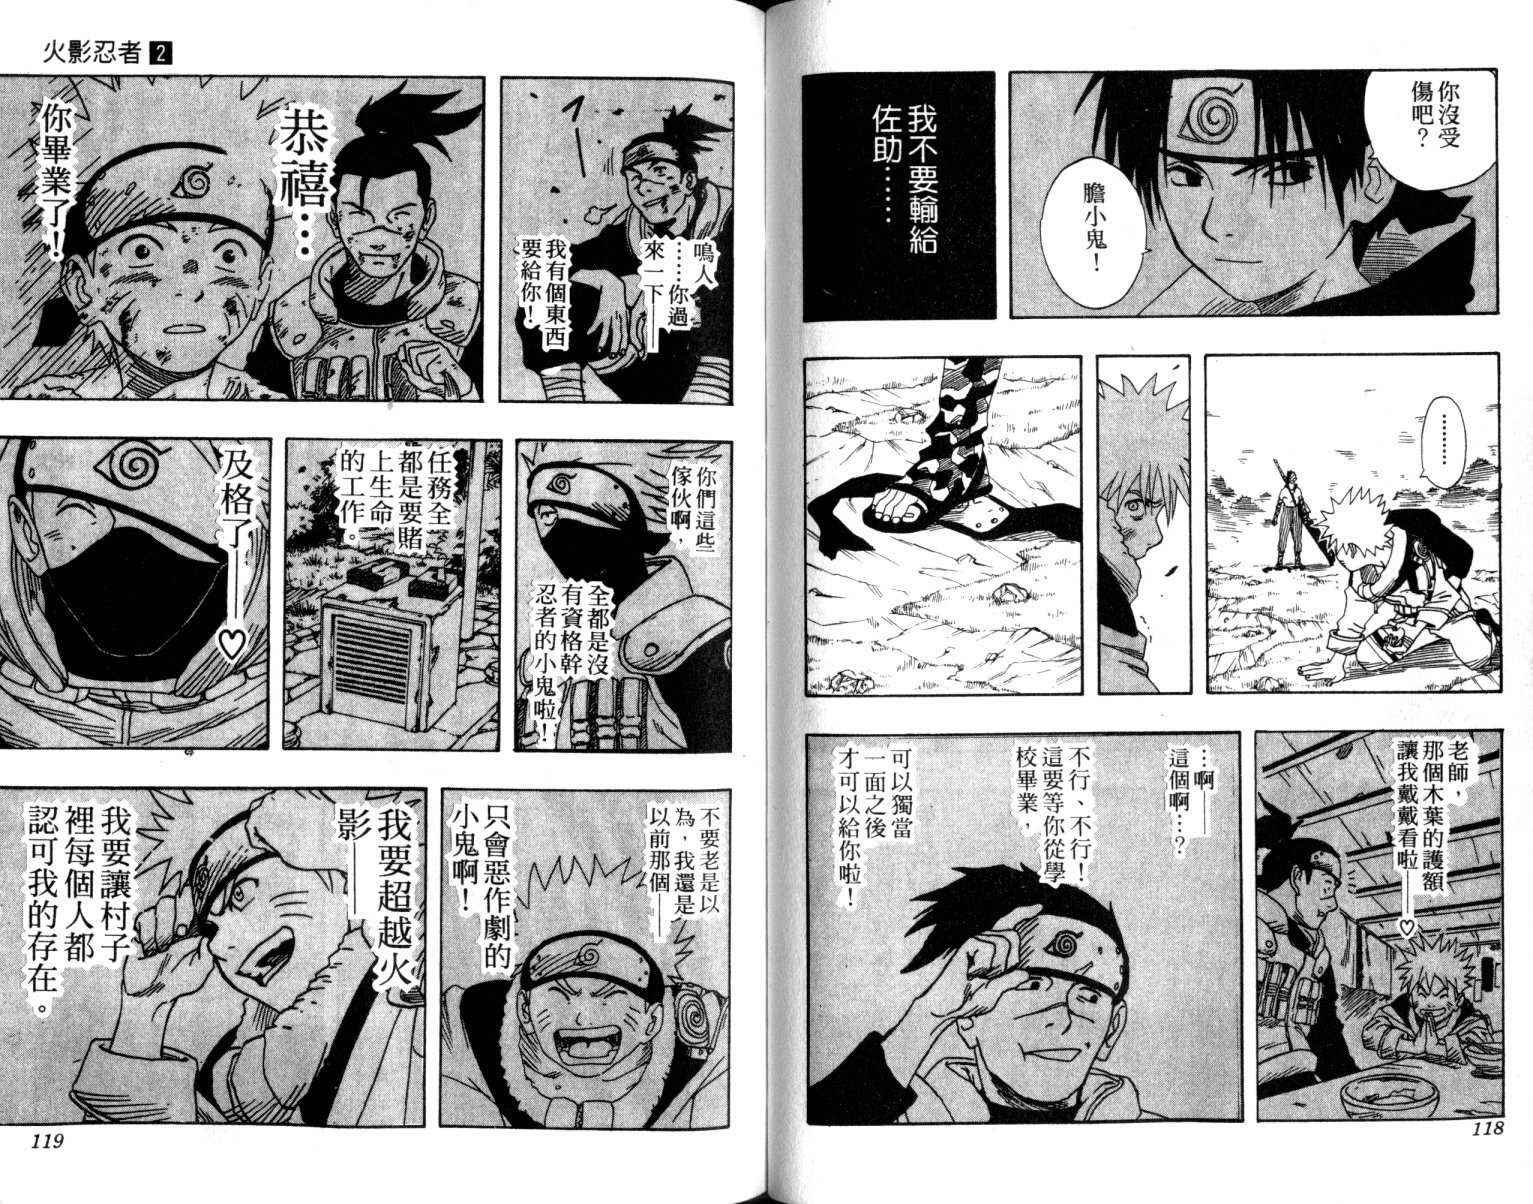 你沒受
傷吧？
膽小鬼！
我不要輸給
佐助……
………
老師，
那個木葉的護額
讓我戴戴看啦——♡
…啊——
這個啊…？
不行、不行！
這要等你從學
校畢業，
可以獨當
一面之後
才可以給你啦！
118
火影忍者 2
鳴人
……你過
來一下——
我有個東西
要給你！
恭禧…
你畢業了！
你們這些
傢伙啊，
全都是沒
有資格幹
忍者的小鬼啦！
任務全
都是要賭
上生命
的工作。
及格了——♡
不要老是以
為，我還是
以前那個——
只會惡作劇的
小鬼啊！
我要超越火
影——
我要讓村子
裡每個人都
認可我的存在。
119